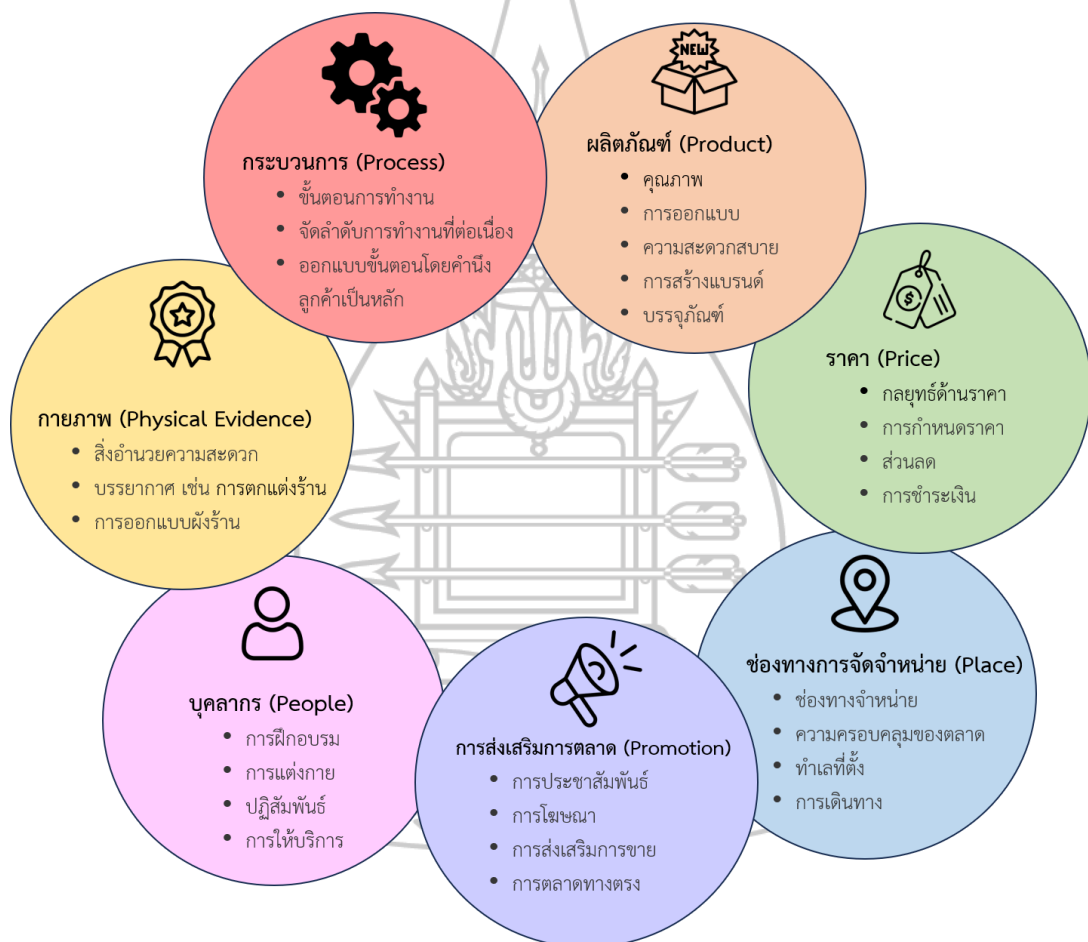 กระบวนการ (Process)
• ขั้นตอนการทำงาน
• จัดลำดับการทำงานที่ต่อเนื่อง
• ออกแบบขั้นตอนโดยคำนึง
ลูกค้าเป็นหลัก
NEW
ผลิตภัณฑ์ (Product)
• คุณภาพ
• การออกแบบ
• ความสะดวกสบาย
• การสร้างแบรนด์
• บรรจุภัณฑ์
$
ราคา (Price)
• กลยุทธ์ด้านราคา
• การกำหนดราคา
• ส่วนลด
• การชำระเงิน
กายภาพ (Physical Evidence)
• สิ่งอำนวยความสะดวก
• บรรยากาศ เช่น การตกแต่งร้าน
• การออกแบบผังร้าน
ช่องทางการจัดจำหน่าย (Place)
• ช่องทางจำหน่าย
• ความครอบคลุมของตลาด
• ทำเลที่ตั้ง
• การเดินทาง
บุคลากร (People)
• การฝึกอบรม
• การแต่งกาย
• ปฏิสัมพันธ์
• การให้บริการ
การส่งเสริมการตลาด (Promotion)
• การประชาสัมพันธ์
• การโฆษณา
• การส่งเสริมการขาย
• การตลาดทางตรง